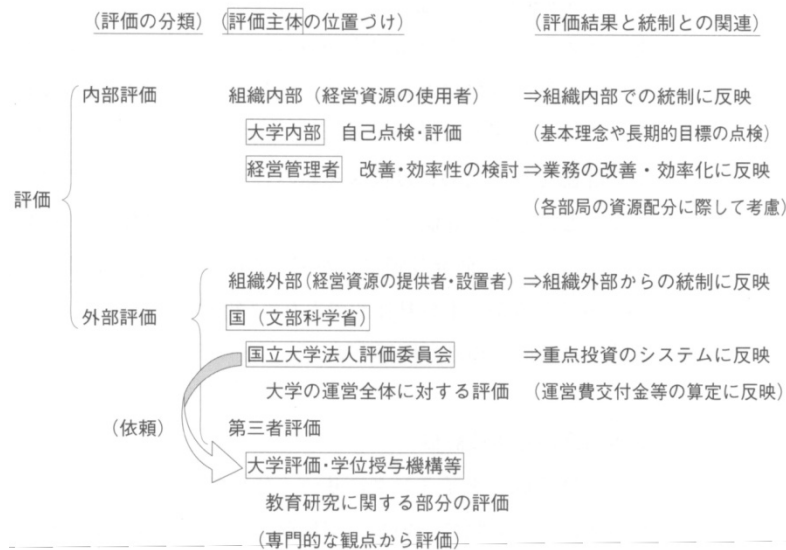 (評価の分類) (評価主体の位置づけ) (評価結果と統制との関連)
内部評価 組織内部（経営資源の使用者） ⇒組織内部での統制に反映
大学内部 自己点検・評価 (基本理念や長期的目標の点検)
経営管理者 改善・効率性の検討⇒業務の改善・効率化に反映
評価
(各部局の資源配分に際して考慮)
組織外部(経営資源の提供者・設置者) ⇒組織外部からの統制に反映
外部評価 国（文部科学省）
国立大学法人評価委員会 ⇒重点投資のシステムに反映
大学の運営全体に対する評価 (運営費交付金等の算定に反映)
(依頼) 第三者評価
大学評価・学位授与機構等
教育研究に関する部分の評価
(専門的な観点から評価)